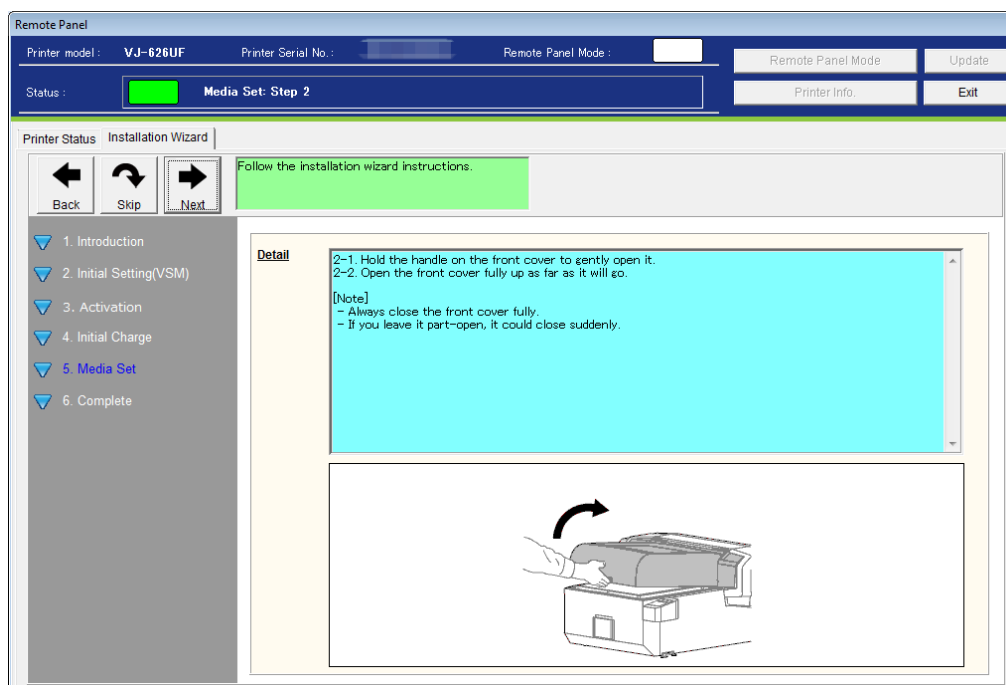 Remote Panel
Printer model :  VJ-626UF  Printer Serial No. :  Remote Panel Mode :
Remote Panel Mode  Update
Status :  Media Set: Step 2
Printer Info.  Exit
Printer Status  Installation Wizard
Back  Skip  Next
Follow the installation wizard instructions.
1. Introduction
2. Initial Setting(VSM)
3. Activation
4. Initial Charge
5. Media Set
6. Complete
Detail
2-1. Hold the handle on the front cover to gently open it.
2-2. Open the front cover fully up as far as it will go.
[Note]
- Always close the front cover fully.
- If you leave it part-open, it could close suddenly.